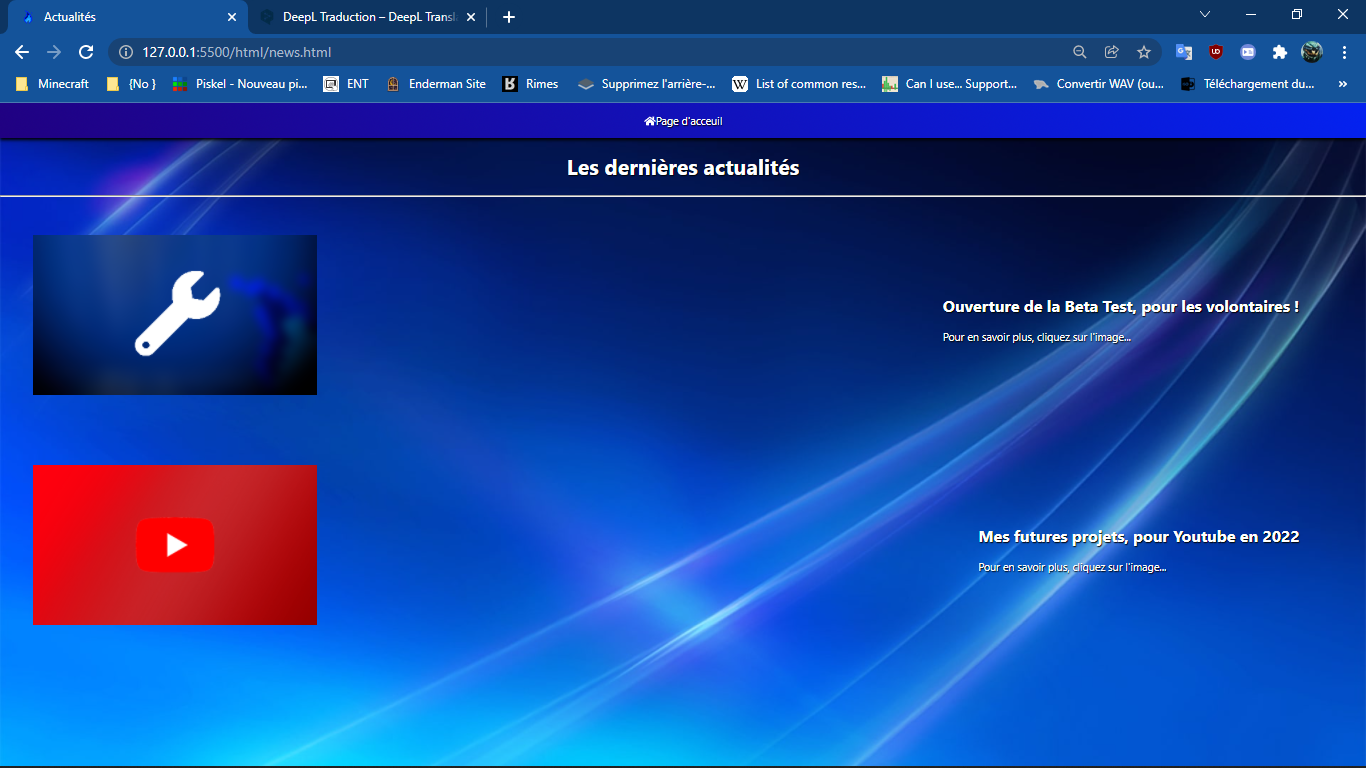 Actualités
DeepL Traduction – DeepL Transl
127.0.0.1:5500/html/news.html
Minecraft
{No }
Piskel - Nouveau pi...
ENT
Enderman Site
Rimes
Supprimez l'arrière-...
List of common res...
Can I use... Support...
Convertir WAV (ou...
Téléchargement du...
»
Page d'acceuil
Les dernières actualités
Ouverture de la Beta Test, pour les volontaires !
Pour en savoir plus, cliquez sur l'image...
Mes futures projets, pour Youtube en 2022
Pour en savoir plus, cliquez sur l'image...